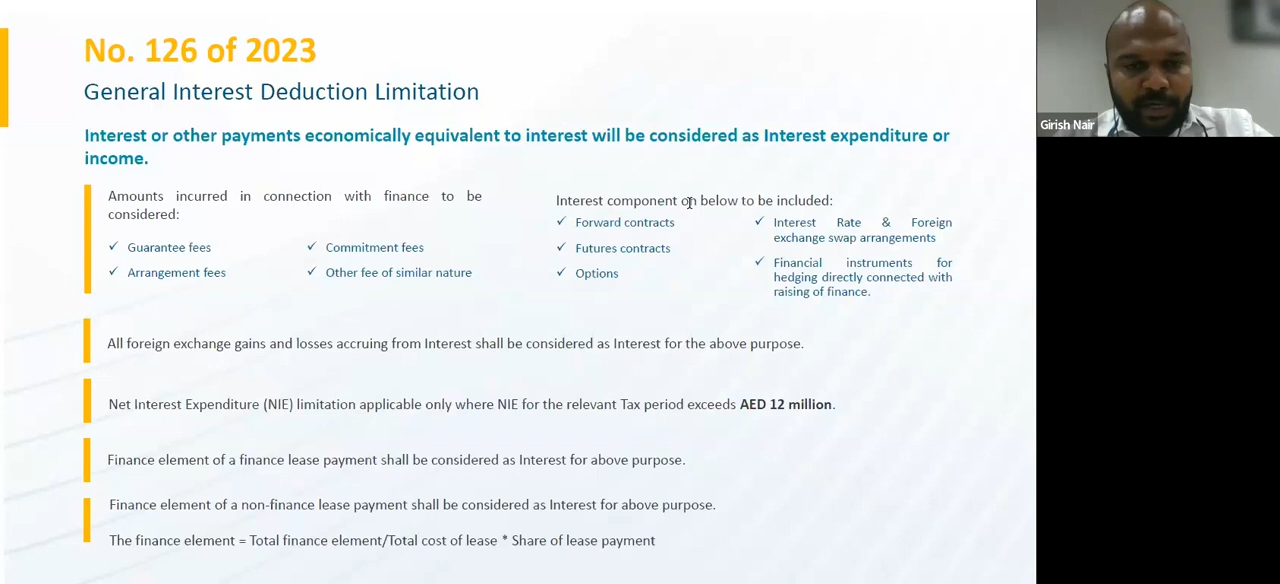 No. 126 of 2023
General Interest Deduction Limitation
Interest or other payments economically equivalent to interest will be considered as Interest expenditure or
income.
Amounts incurred in connection with finance to be
considered:
✓ Guarantee fees
✓ Commitment fees
✓ Arrangement fees
✓ Other fee of similar nature
Interest component on below to be included:
✓ Forward contracts
✓ Futures contracts
✓ Options
✓ Interest Rate & Foreign
exchange swap arrangements
✓ Financial instruments for
hedging directly connected with
raising of finance.
All foreign exchange gains and losses accruing from Interest shall be considered as Interest for the above purpose.
Net Interest Expenditure (NIE) limitation applicable only where NIE for the relevant Tax period exceeds AED 12 million.
Finance element of a finance lease payment shall be considered as Interest for above purpose.
Finance element of a non-finance lease payment shall be considered as Interest for above purpose.
The finance element = Total finance element/Total cost of lease * Share of lease payment
Girish Nair